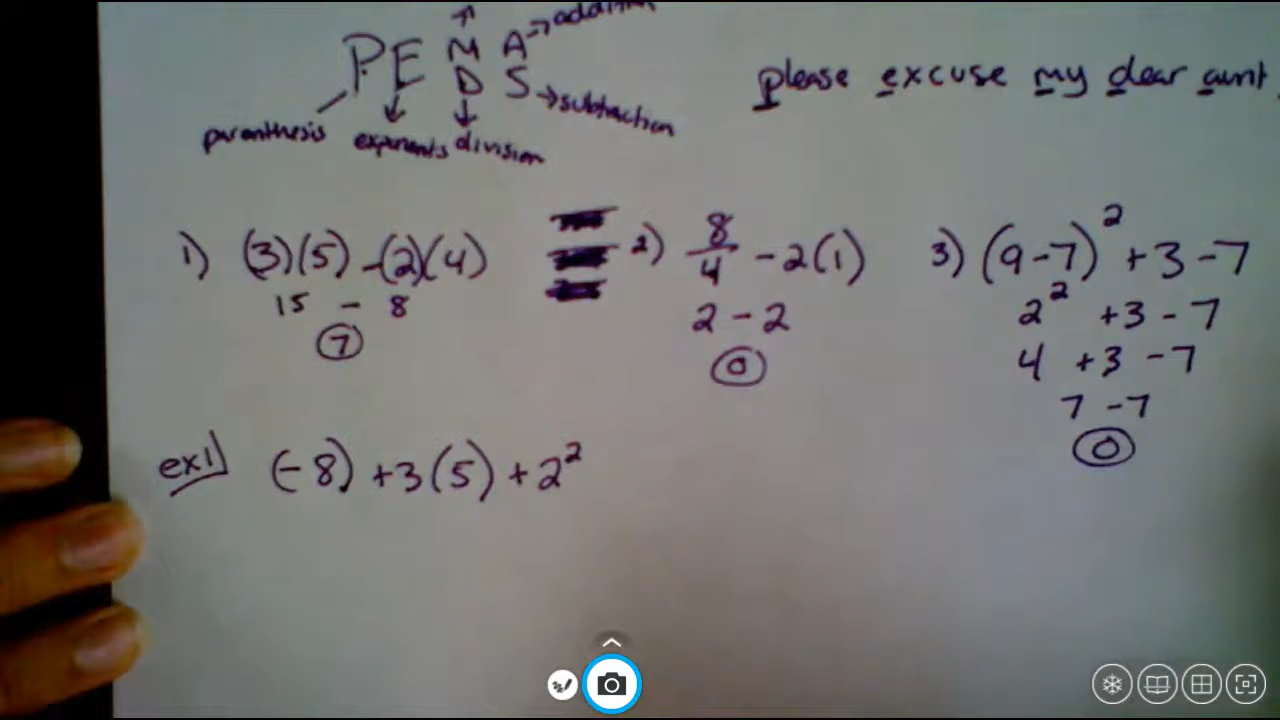 P E M A → addition
D S → subtraction
please excuse my dear aunt
paranthesis exponents division
1) (3)(5) - (2)(4)
15 - 8
7
2) 8/4 - 2(1)
2 - 2
0
3) (9-7)² + 3 - 7
2² + 3 - 7
4 + 3 - 7
7 - 7
0
ex1) (-8) + 3(5) + 2²